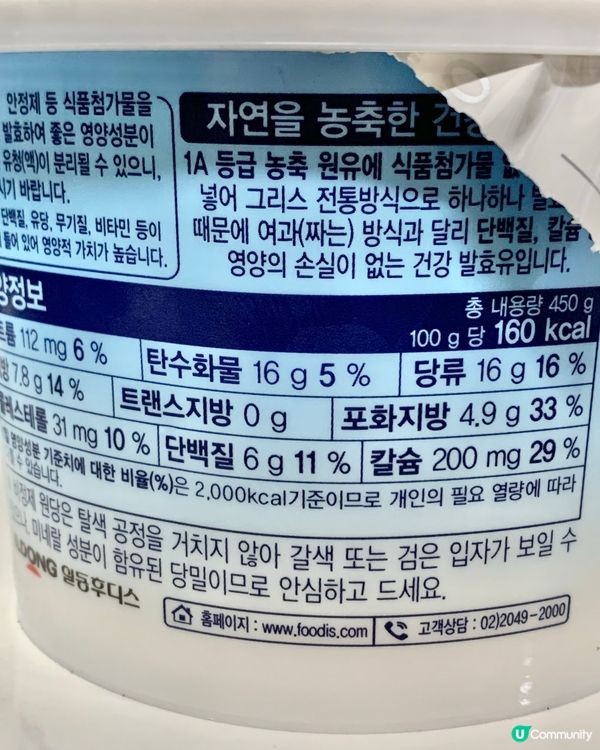 안정제 등 식품첨가물을
발효하여 좋은 영양성분이
유청(액)이 분리될 수 있으니,
시기 바랍니다.
단백질, 유당, 무기질, 비타민 등이
들어 있어 영양적 가치가 높습니다.
자연을 농축한
1A 등급 농축 원유에 식품첨가물
넣어 그리스 전통방식으로 하나하나
때문에 여과(짜는) 방식과 달리 단백질, 칼슘
영양의 손실이 없는 건강 발효유입니다.
양정보
총 내용량 450 g
100 g 당 160 kcal
트륨 112 mg 6 % 탄수화물 16 g 5 % 당류 16 g 16 %
방 7.8 g 14 % 트랜스지방 0 g 포화지방 4.9 g 33 %
레스테롤 31 mg 10 % 단백질 6 g 11 % 칼슘 200 mg 29 %
영양성분 기준치에 대한 비율(%)은 2,000kcal기준이므로 개인의 필요 열량에 따라
수 있습니다.
비정제 원당은 탈색 공정을 거치지 않아 갈색 또는 검은 입자가 보일 수
미네랄 성분이 함유된 당밀이므로 안심하고 드세요.
ILDONG 일동후디스
홈페이지 : www.foodis.com 고객상담 : 02)2049-2000
U Community